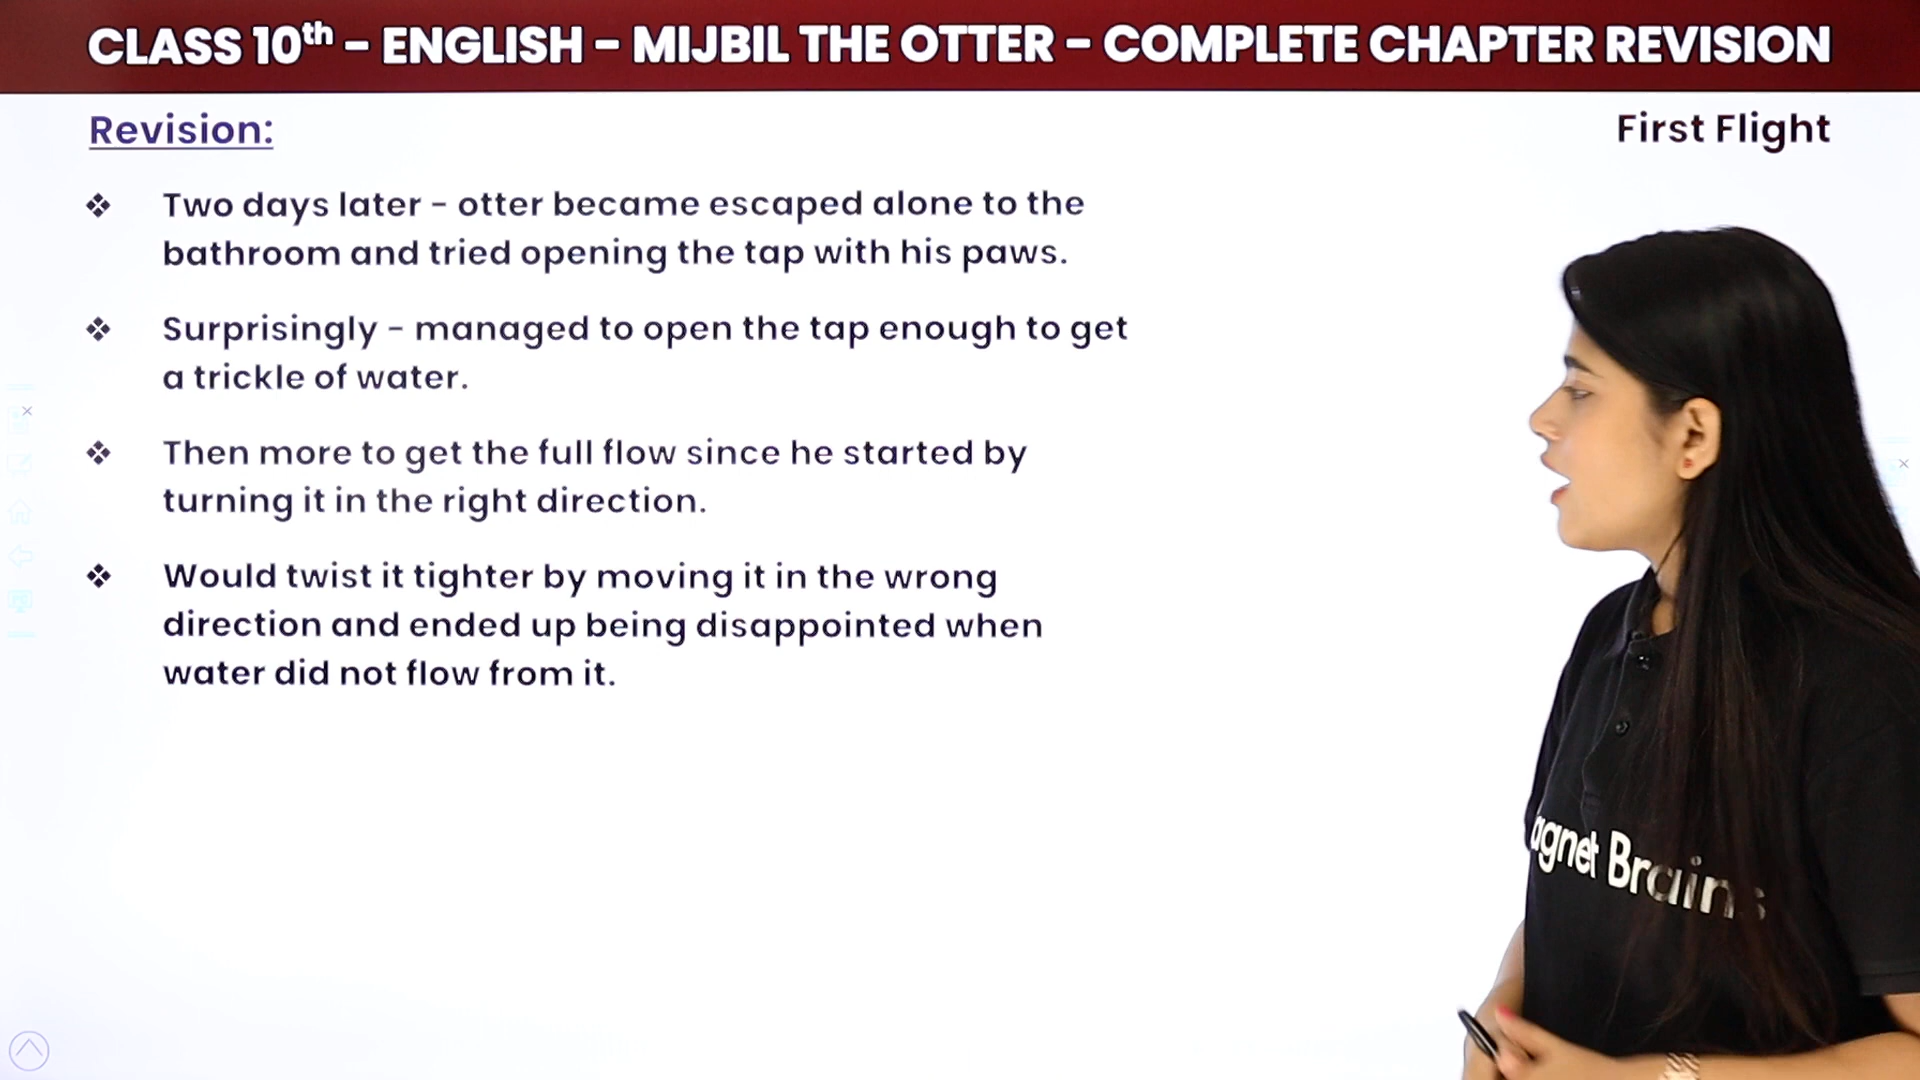 CLASS 10th – ENGLISH – MIJBIL THE OTTER – COMPLETE CHAPTER REVISION
Revision:
First Flight
❖ Two days later – otter became escaped alone to the
bathroom and tried opening the tap with his paws.
❖ Surprisingly – managed to open the tap enough to get
a trickle of water.
❖ Then more to get the full flow since he started by
turning it in the right direction.
❖ Would twist it tighter by moving it in the wrong
direction and ended up being disappointed when
water did not flow from it.
agnet Brains